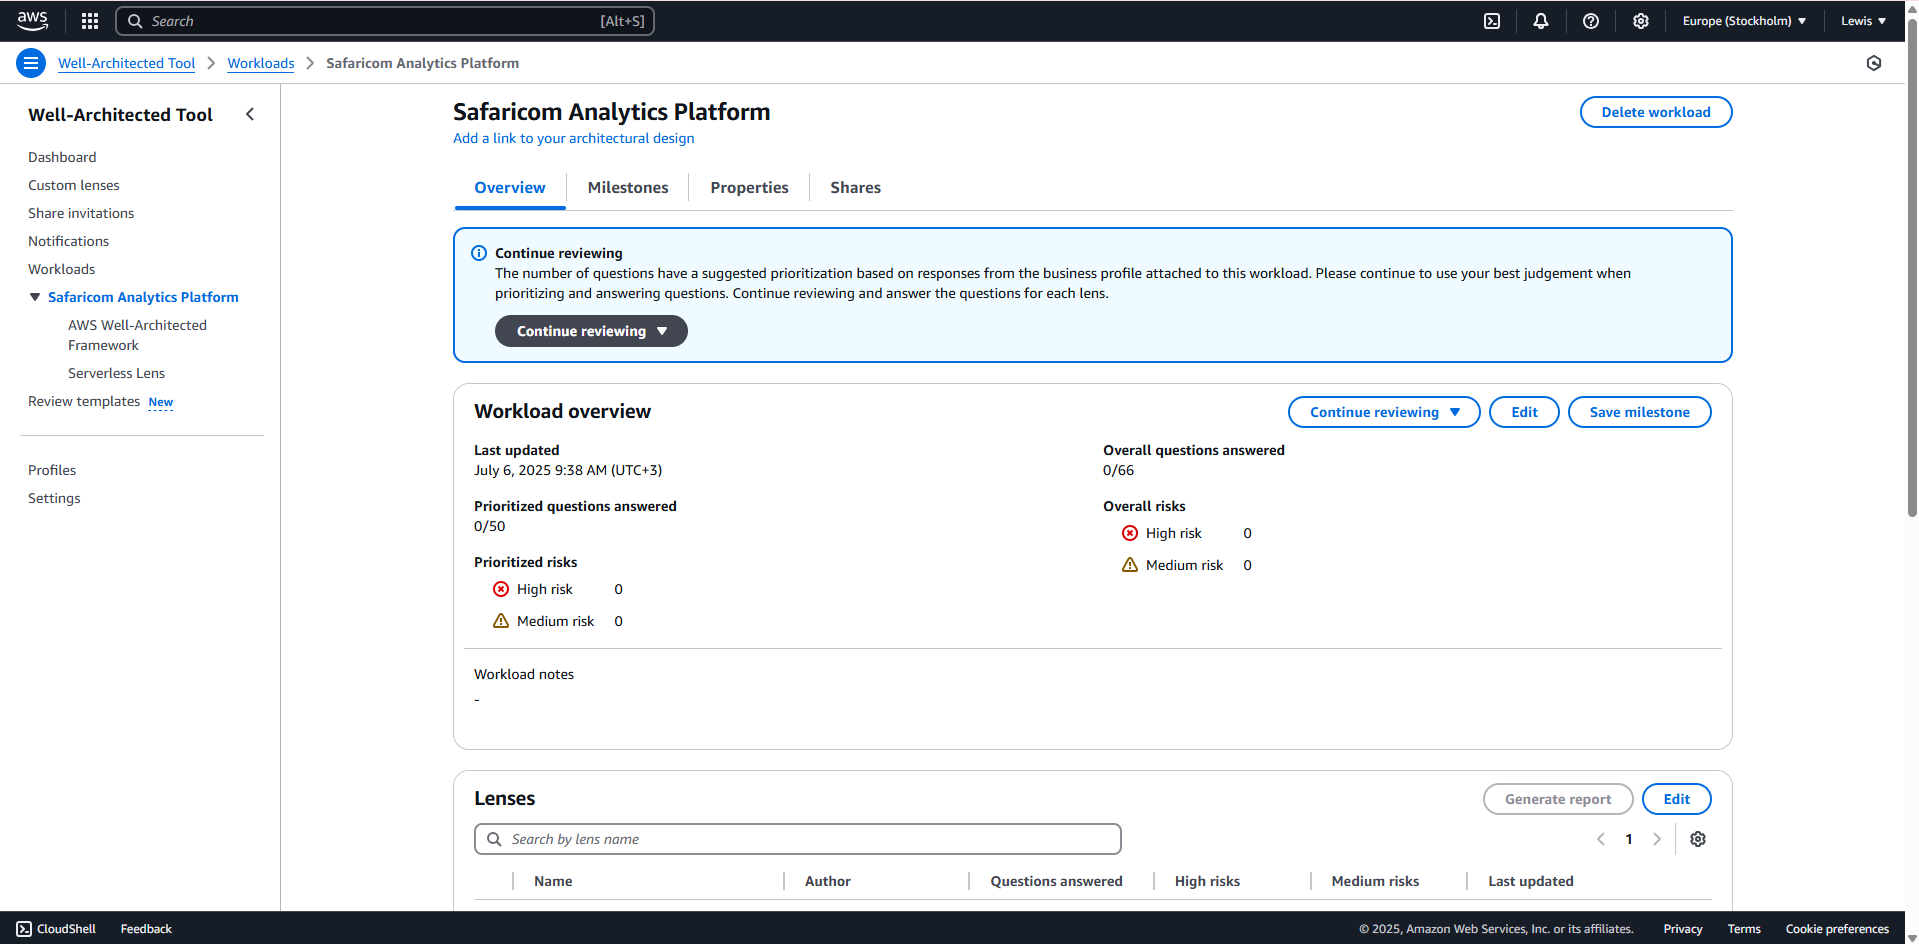 aws
Search [Alt+S]
Europe (Stockholm)
Lewis
Well-Architected Tool
Workloads
Safaricom Analytics Platform
Well-Architected Tool
Dashboard
Custom lenses
Share invitations
Notifications
Workloads
Safaricom Analytics Platform
AWS Well-Architected
Framework
Serverless Lens
Review templates New
Profiles
Settings
Safaricom Analytics Platform
Delete workload
Add a link to your architectural design
Overview
Milestones
Properties
Shares
Continue reviewing
The number of questions have a suggested prioritization based on responses from the business profile attached to this workload. Please continue to use your best judgement when
prioritizing and answering questions. Continue reviewing and answer the questions for each lens.
Continue reviewing
Workload overview
Continue reviewing
Edit
Save milestone
Last updated
July 6, 2025 9:38 AM (UTC+3)
Prioritized questions answered
0/50
Prioritized risks
High risk 0
Medium risk 0
Overall questions answered
0/66
Overall risks
High risk 0
Medium risk 0
Workload notes
-
Lenses
Generate report
Edit
Search by lens name
1
Name
Author
Questions answered
High risks
Medium risks
Last updated
CloudShell
Feedback
© 2025, Amazon Web Services, Inc. or its affiliates.
Privacy
Terms
Cookie preferences